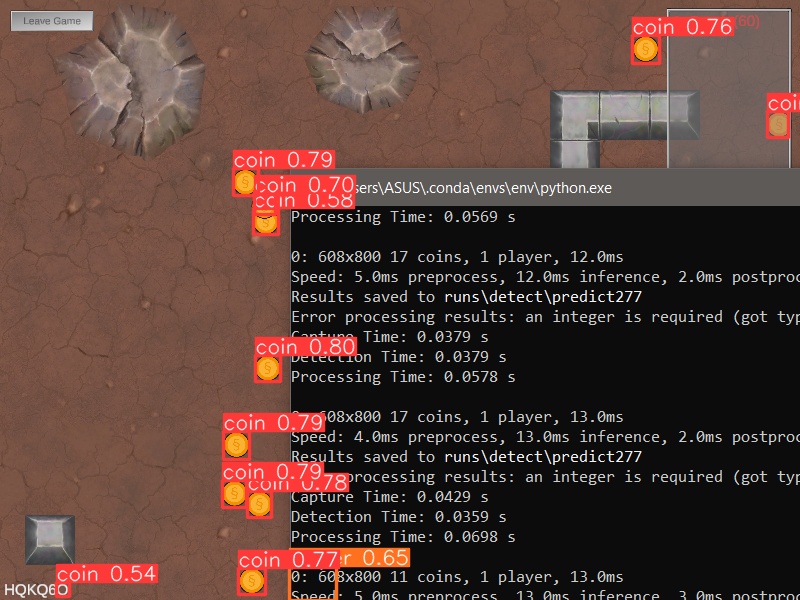 Leave Game
coin 0.76
60)
coi
coin 0.79
coin 0.70
coin 0.58
sers\ASUS\.conda\envs\env\python.exe
Processing Time: 0.0569 s
0: 608x800 17 coins, 1 player, 12.0ms
Speed: 5.0ms preprocess, 12.0ms inference, 2.0ms postproc
Results saved to runs\detect\predict277
Error processing results: an integer is required (got typ
Capture Time: 0.0379 s
coin 0.80
Detection Time: 0.0379 s
Processing Time: 0.0578 s
0: 608x800 17 coins, 1 player, 13.0ms
coin 0.79
Speed: 4.0ms preprocess, 13.0ms inference, 2.0ms postproc
Results saved to runs\detect\predict277
coin 0.79
processing results: an integer is required (got typ
coin 0.78
Capture Time: 0.0429 s
Detection Time: 0.0359 s
Processing Time: 0.0698 s
coin 0.77
er 0.65
coin 0.54
0: 608x800 11 coins, 1 player, 13.0ms
HQKQ6O
Speed: 5.0ms preprocess, 13.0ms inference, 3.0ms postproc